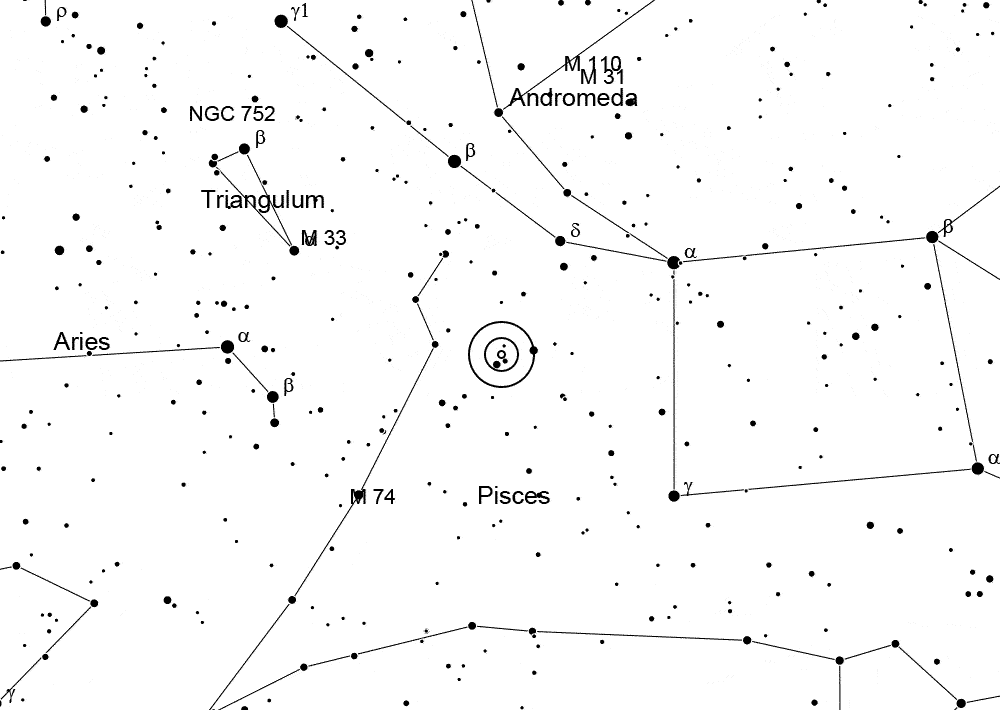 ρ
γ1
M 110
M 31
Andromeda
NGC 752
β
β
Triangulum
δ
β
M 33
α
α
Aries
α
β
α
γ
M 74
Pisces
γ